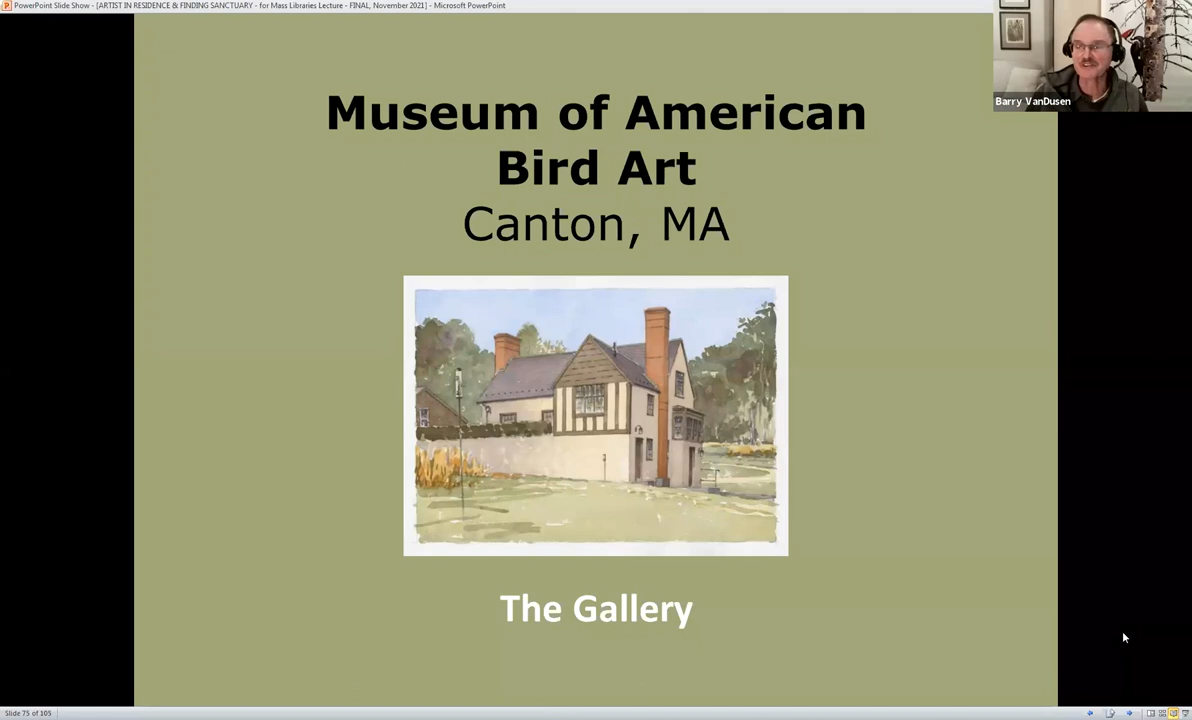 PowerPoint Slide Show - [ARTIST IN RESIDENCE & FINDING SANCTUARY - for Mass Libraries Lecture - FINAL, November 2021] - Microsoft PowerPoint
Barry VanDusen
Museum of American
Bird Art
Canton, MA
The Gallery
Slide 75 of 105